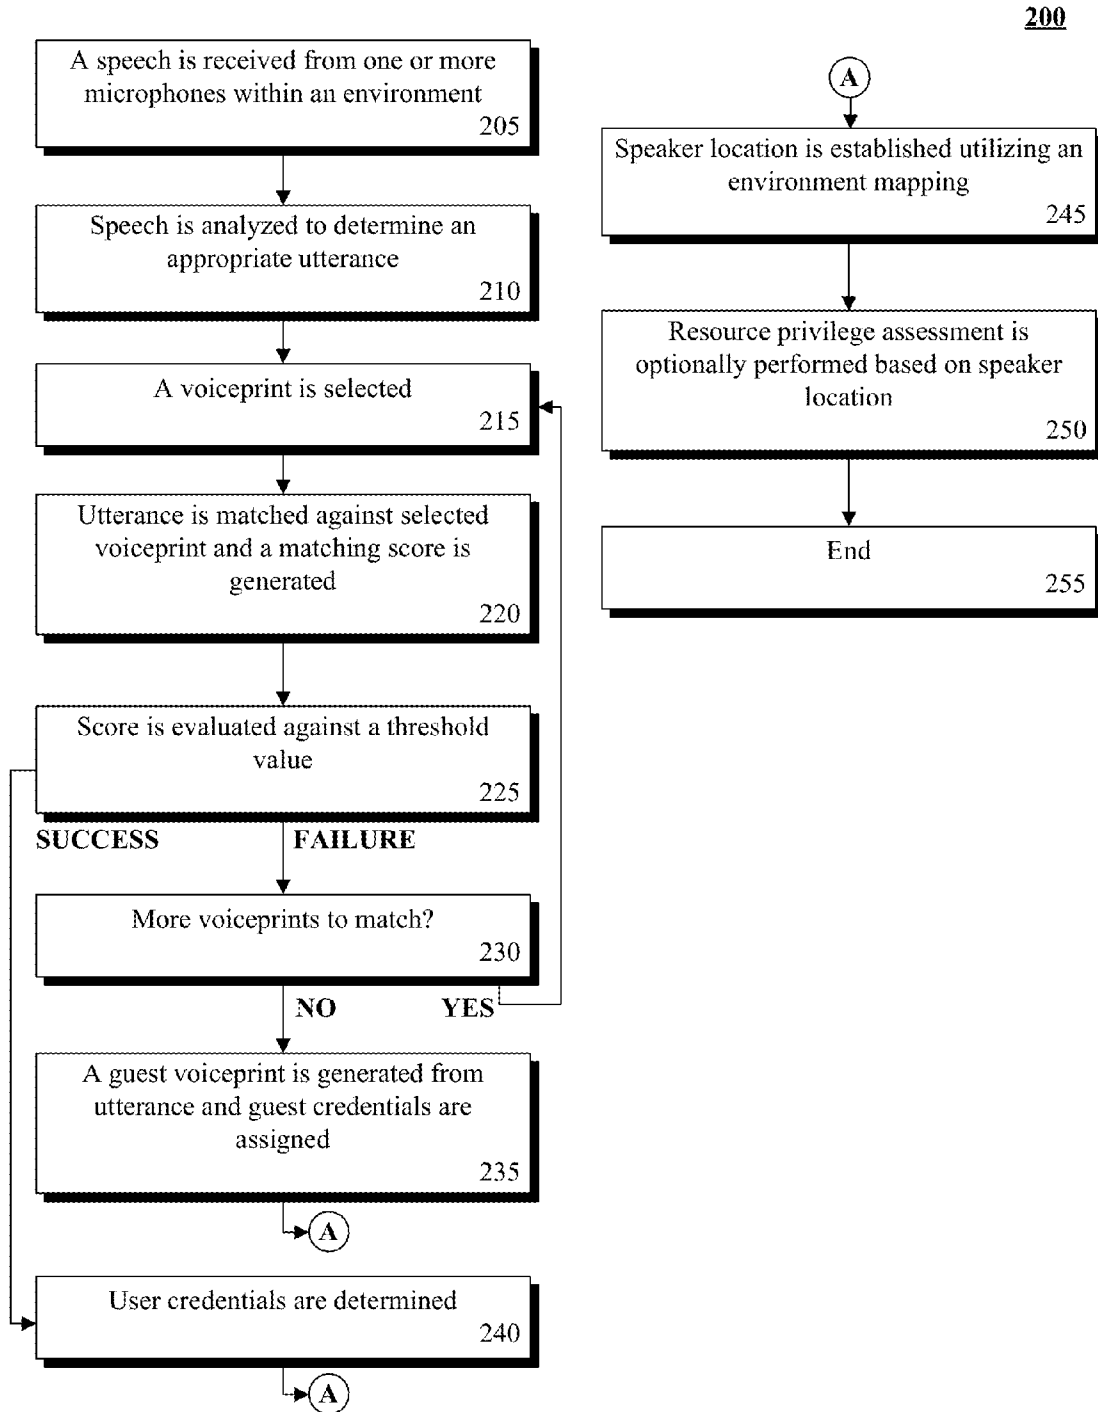 200
A speech is received from one or more
microphones within an environment
205
Speech is analyzed to determine an
appropriate utterance
210
A voiceprint is selected
215
Utterance is matched against selected
voiceprint and a matching score is
generated
220
Score is evaluated against a threshold
value
225
SUCCESS
FAILURE
More voiceprints to match?
230
NO
YES
A guest voiceprint is generated from
utterance and guest credentials are
assigned
235
A
User credentials are determined
240
A
A
Speaker location is established utilizing an
environment mapping
245
Resource privilege assessment is
optionally performed based on speaker
location
250
End
255